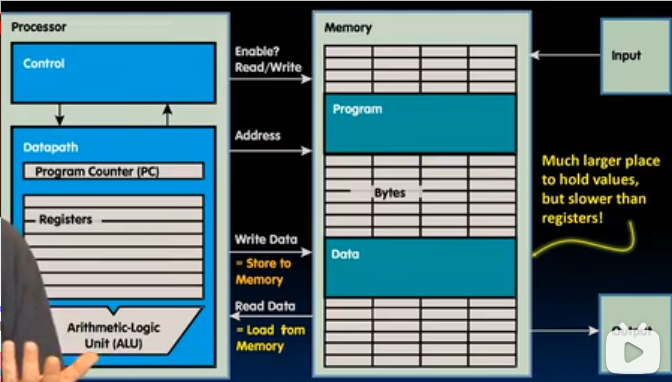 Processor
Control
Datapath
Program Counter (PC)
Registers
Arithmetic-Logic
Unit (ALU)
Enable?
Read/Write
Address
Write Data
= Store to
Memory
Read Data
= Load from
Memory
Memory
Program
Bytes
Data
Input
Much larger place
to hold values,
but slower than
registers!
Output